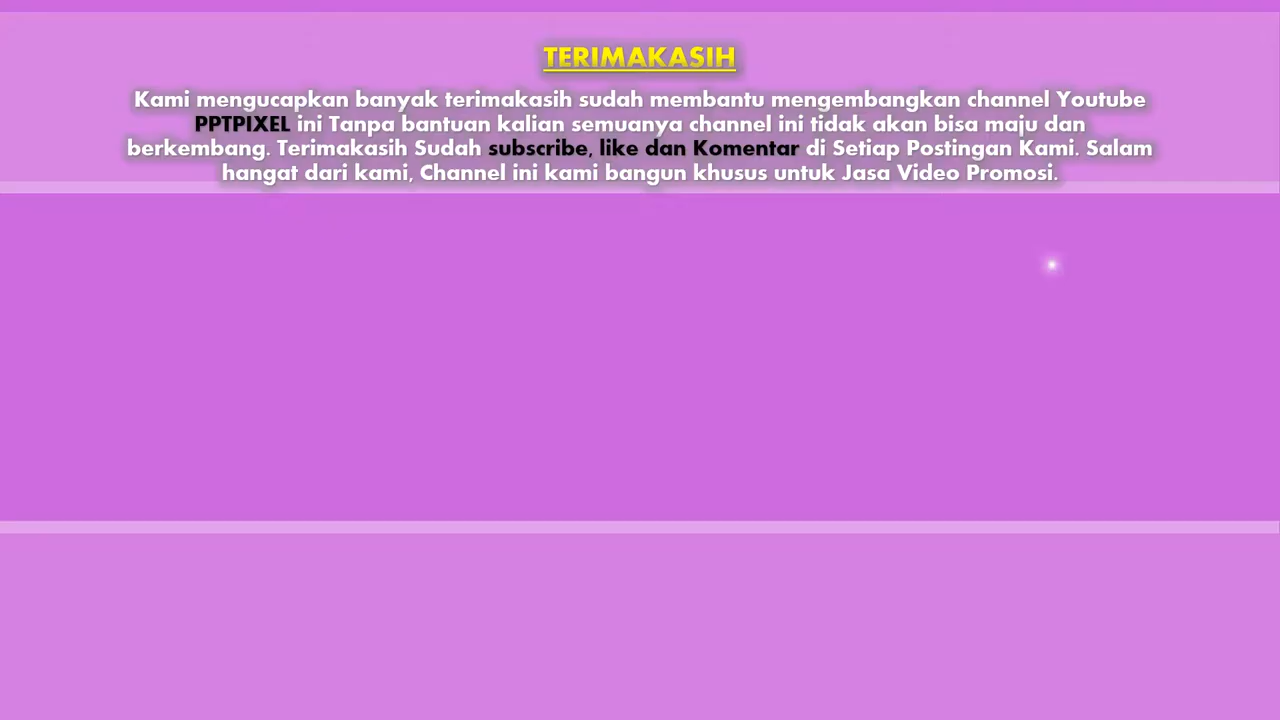 TERIMAKASIH
Kami mengucapkan banyak terimakasih sudah membantu mengembangkan channel Youtube
PPTPIXEL ini Tanpa bantuan kalian semuanya channel ini tidak akan bisa maju dan
berkembang. Terimakasih Sudah subscribe, like dan Komentar di Setiap Postingan Kami. Salam
hangat dari kami, Channel ini kami bangun khusus untuk Jasa Video Promosi.